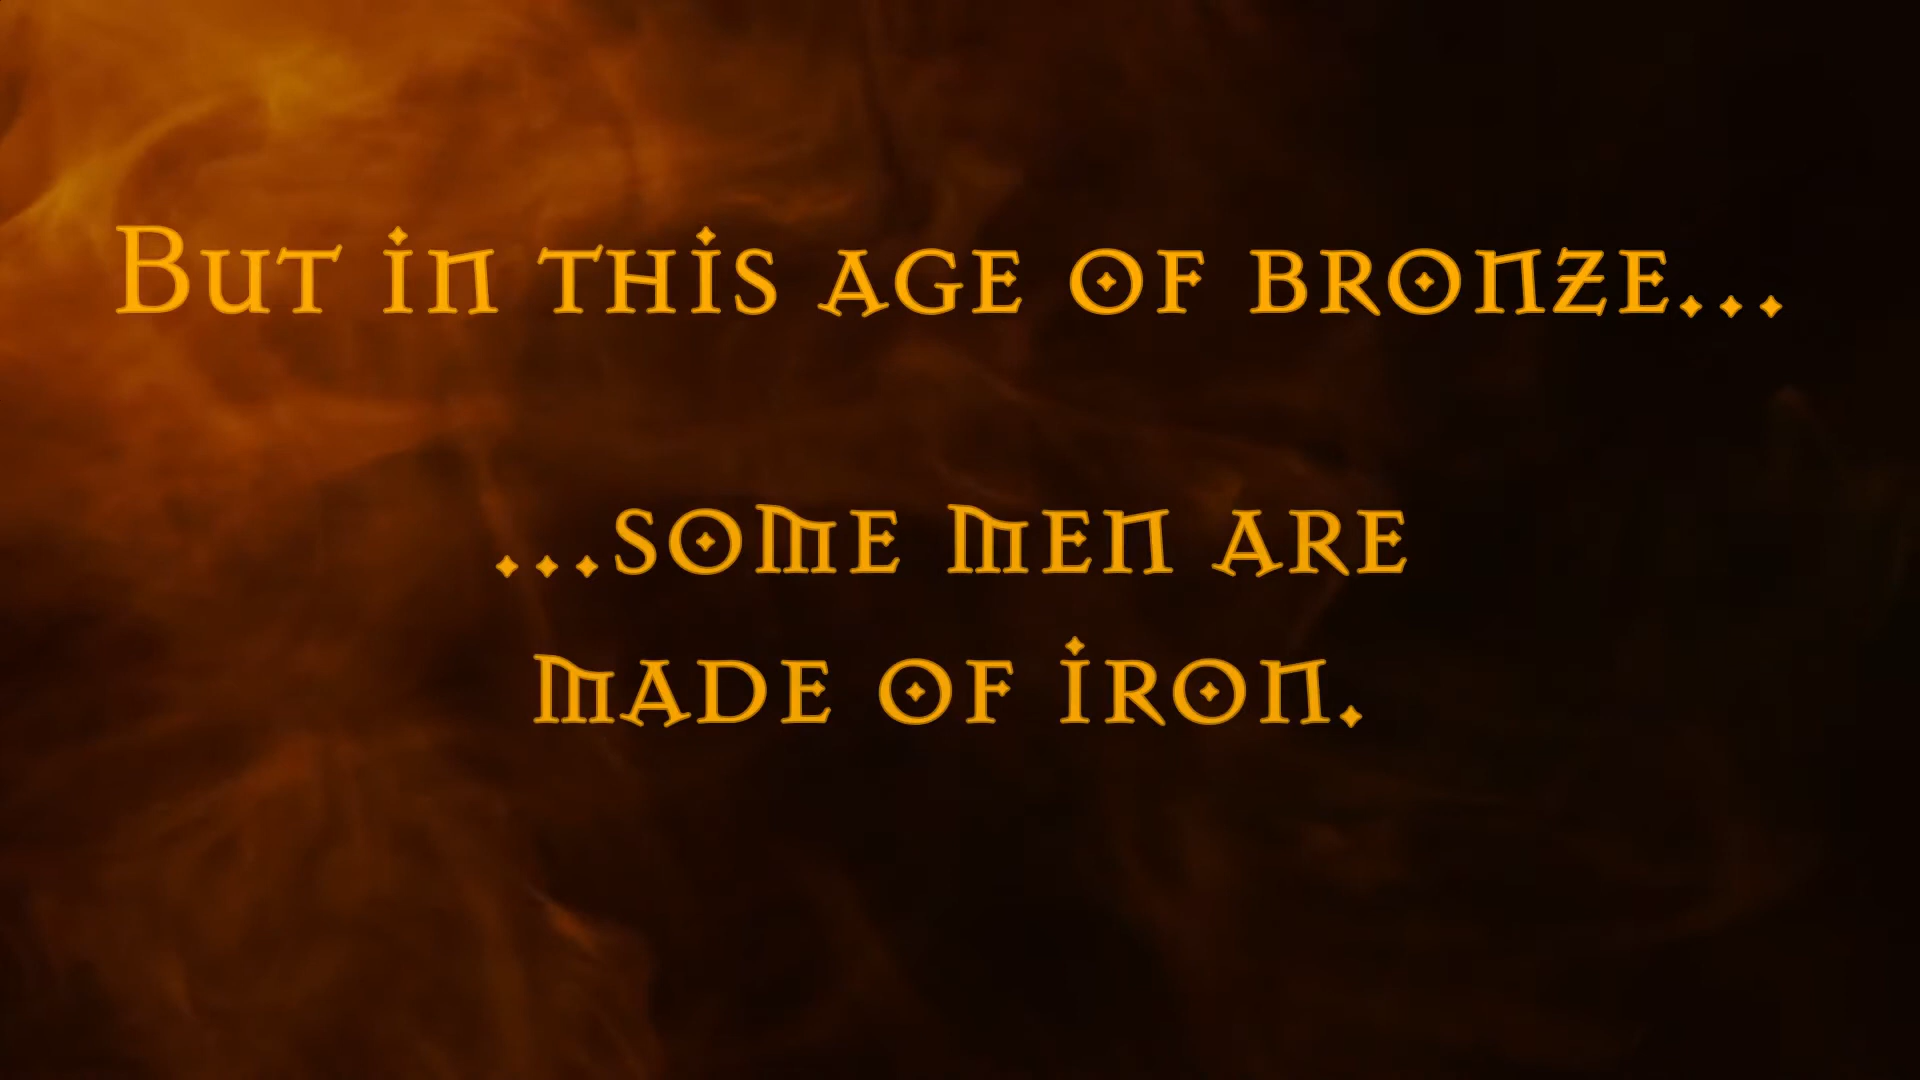 But in this age of bronze...
...some men are
made of iron.